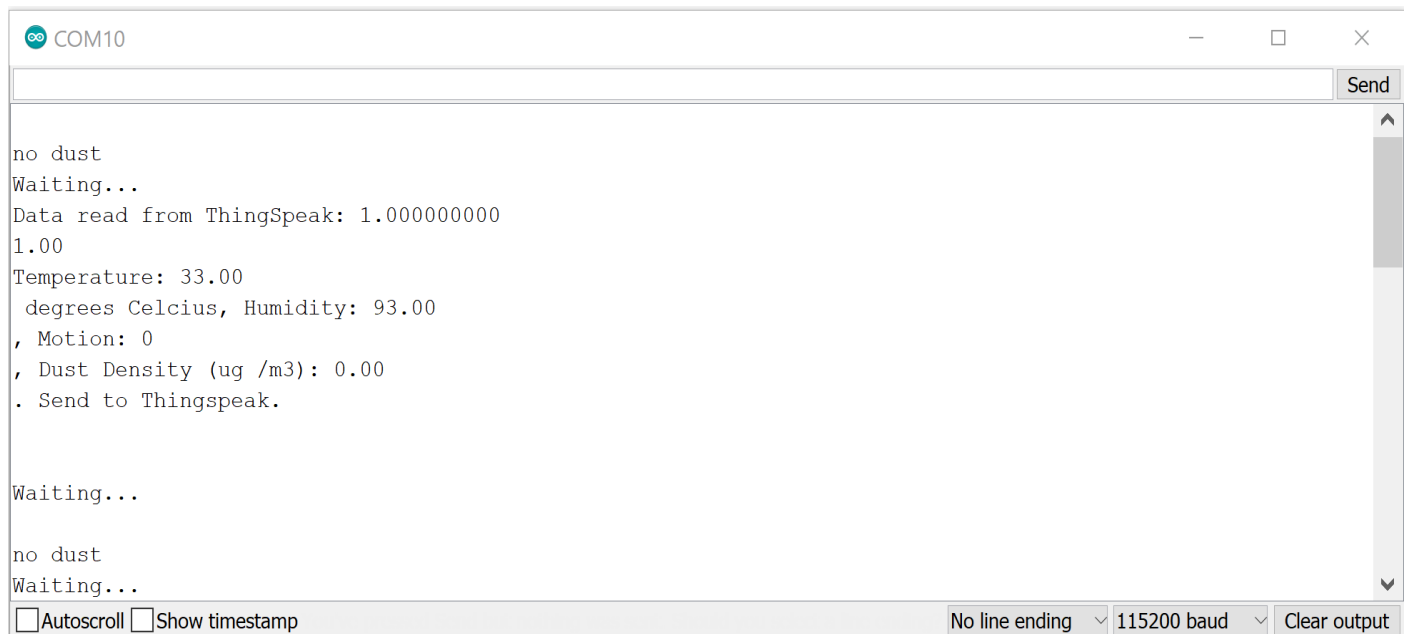 COM10
Send
no dust
Waiting...
Data read from ThingSpeak: 1.000000000
1.00
Temperature: 33.00
degrees Celcius, Humidity: 93.00
, Motion: 0
, Dust Density (ug /m3): 0.00
. Send to Thingspeak.
Waiting...
no dust
Waiting...
Autoscroll Show timestamp No line ending 115200 baud Clear output